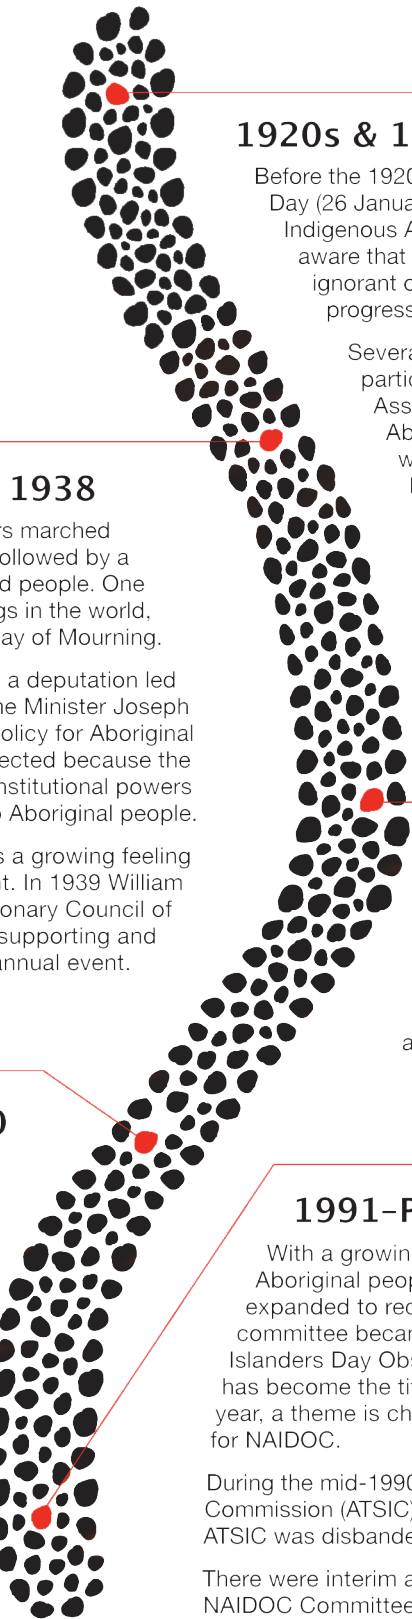 1920s & 1
Before the 1920
Day (26 Janua
Indigenous A
aware that
ignorant o
progress
Severa
partic
Ass
Ab
w
1938
rs marched
ollowed by a
d people. One
gs in the world,
ay of Mourning.
a deputation led
ne Minister Joseph
olicy for Aboriginal
ected because the
nstitutional powers
o Aboriginal people.
s a growing feeling
nt. In 1939 William
onary Council of
supporting and
annual event.
a
0
1991–P
With a growin
Aboriginal peop
expanded to rec
committee becam
Islanders Day Obs
has become the tit
year, a theme is ch
for NAIDOC.
During the mid-1990
Commission (ATSIC)
ATSIC was disbande
There were interim a
NAIDOC Committee